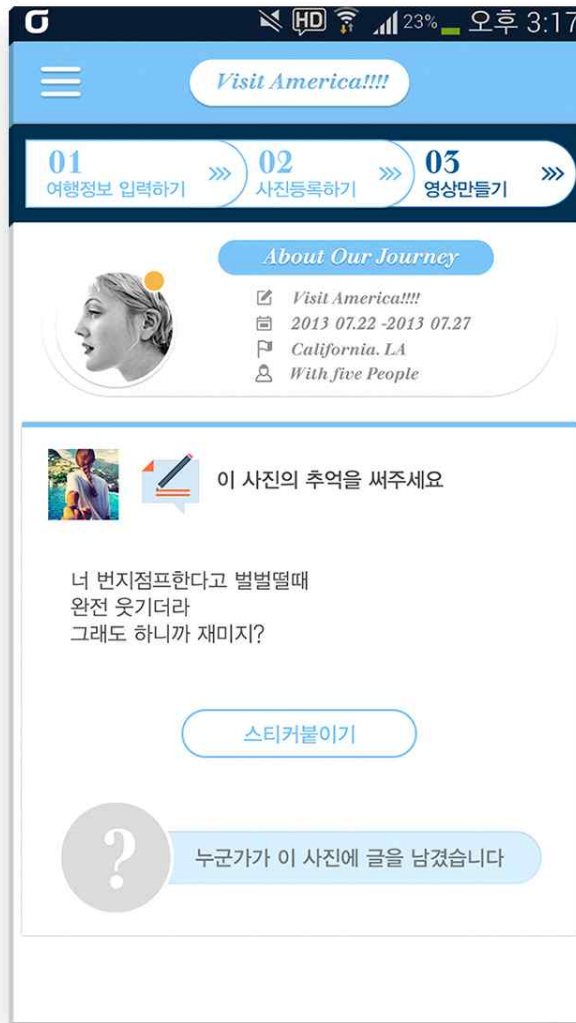 HD 23% 오후 3:17
Visit America!!!!
01
여행정보 입력하기
02
사진등록하기
03
영상만들기
About Our Journey
Visit America!!!!
2013 07.22 -2013 07.27
California. LA
With five People
이 사진의 추억을 써주세요
너 번지점프한다고 벌벌떨때
완전 웃기더라
그래도 하니까 재미지?
스티커붙이기
?
누군가가 이 사진에 글을 남겼습니다